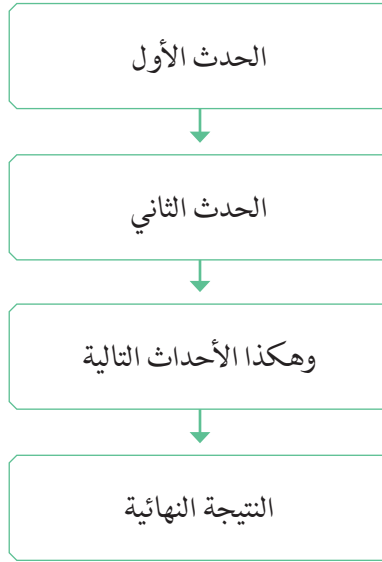 الحدث الأول
الحدث الثاني
وهكذا الأحداث التالية
النتيجة النهائية